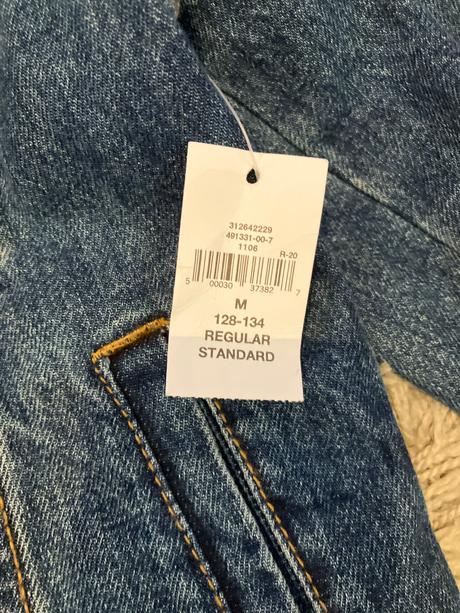 312642229
491331-00-7
1106
R-20
5 00030 37382 7
M
128-134
REGULAR
STANDARD